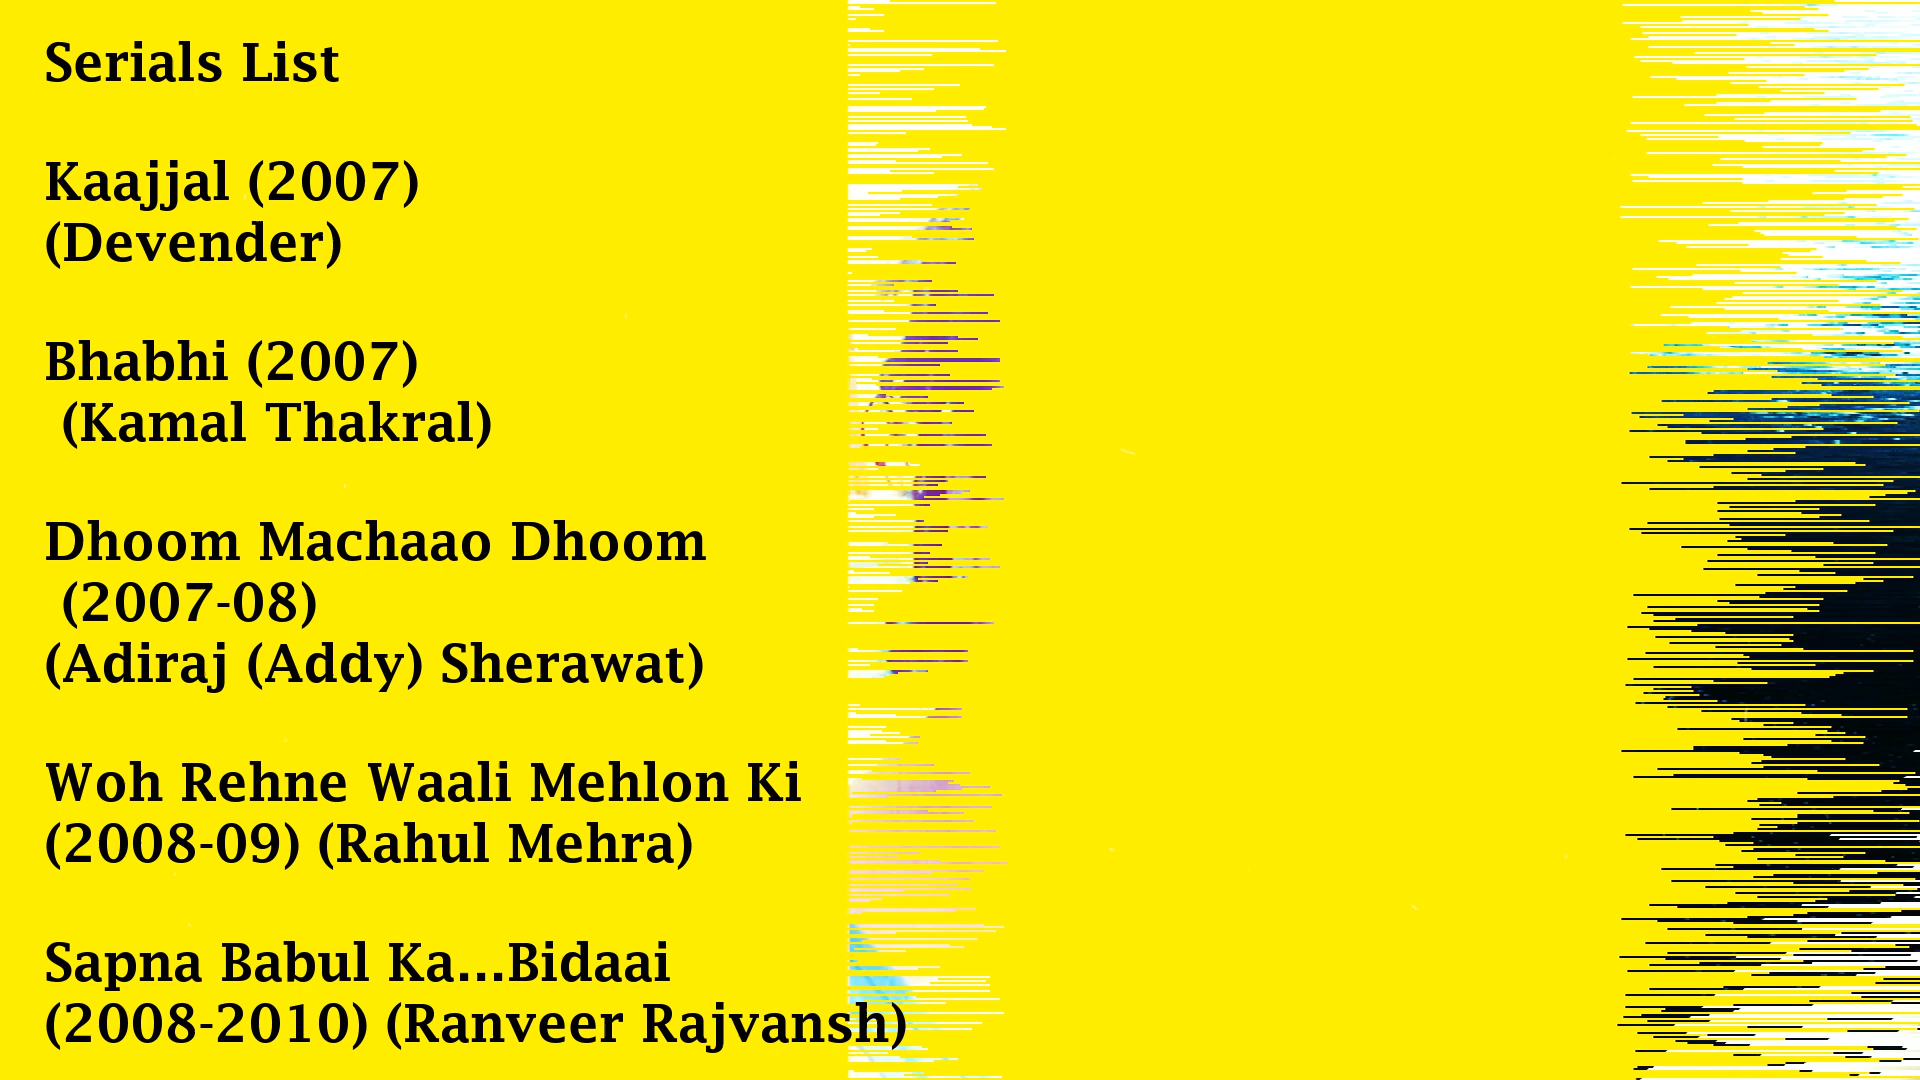 Serials List
Kaajjal (2007)
(Devender)
Bhabhi (2007)
(Kamal Thakral)
Dhoom Machaao Dhoom
(2007-08)
(Adiraj (Addy) Sherawat)
Woh Rehne Waali Mehlon Ki
(2008-09) (Rahul Mehra)
Sapna Babul Ka...Bidaai
(2008-2010) (Ranveer Rajvansh)